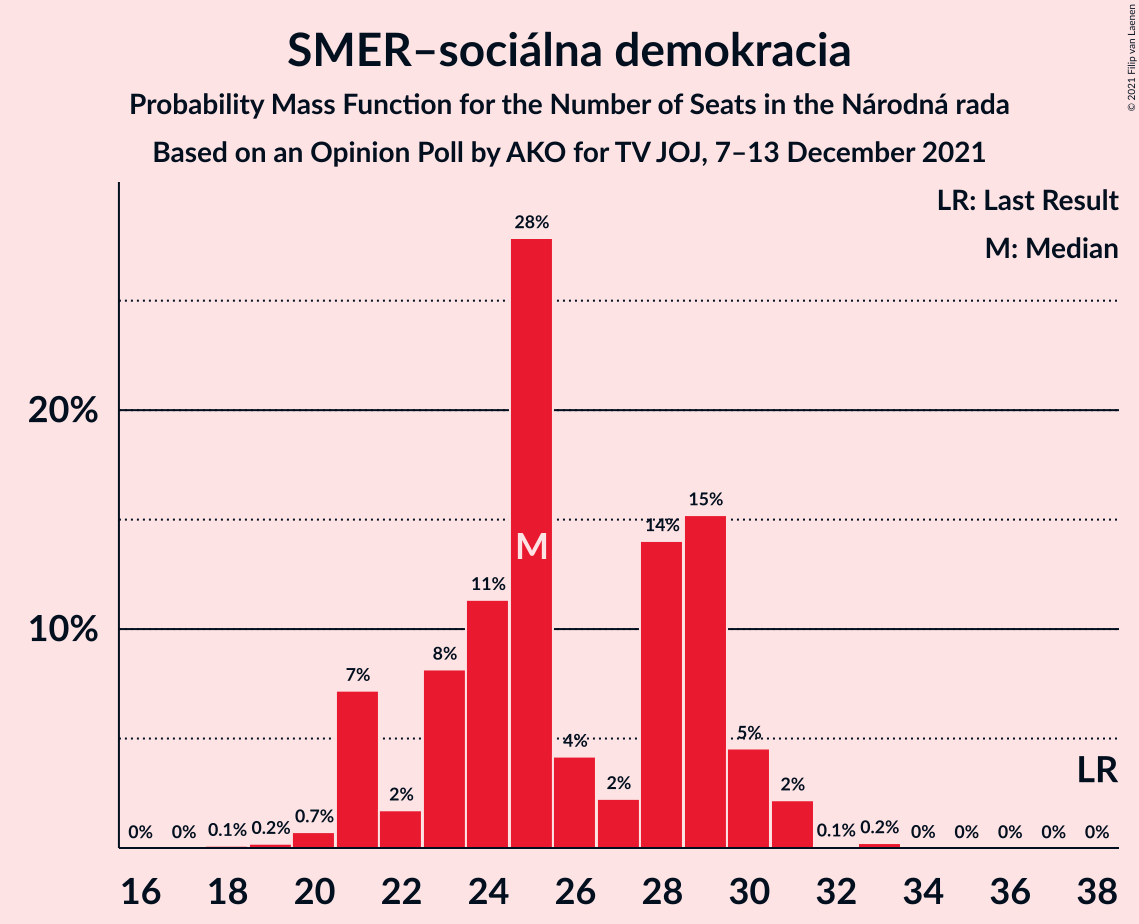 SMER–sociálna demokracia
Probability Mass Function for the Number of Seats in the Národná rada
Based on an Opinion Poll by AKO for TV JOJ, 7–13 December 2021
© 2021 Filip van Laenen
LR: Last Result
M: Median
28%
20%
15%
14%
M
11%
10%
8%
7%
5%
4%
LR
2%
2%
2%
0.7%
0% 0% 0.1% 0.2% 0.1% 0.2% 0% 0% 0% 0% 0%
16 18 20 22 24 26 28 30 32 34 36 38